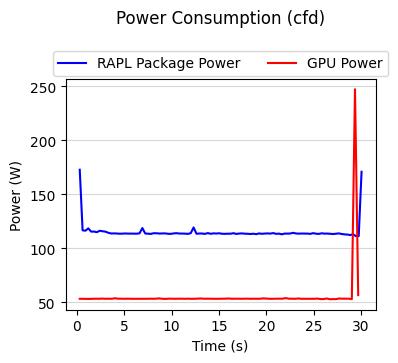 Power Consumption (cfd)
RAPL Package Power
GPU Power
250
200
150
100
50
Power (W)
0
5
10
15
20
25
30
Time (s)